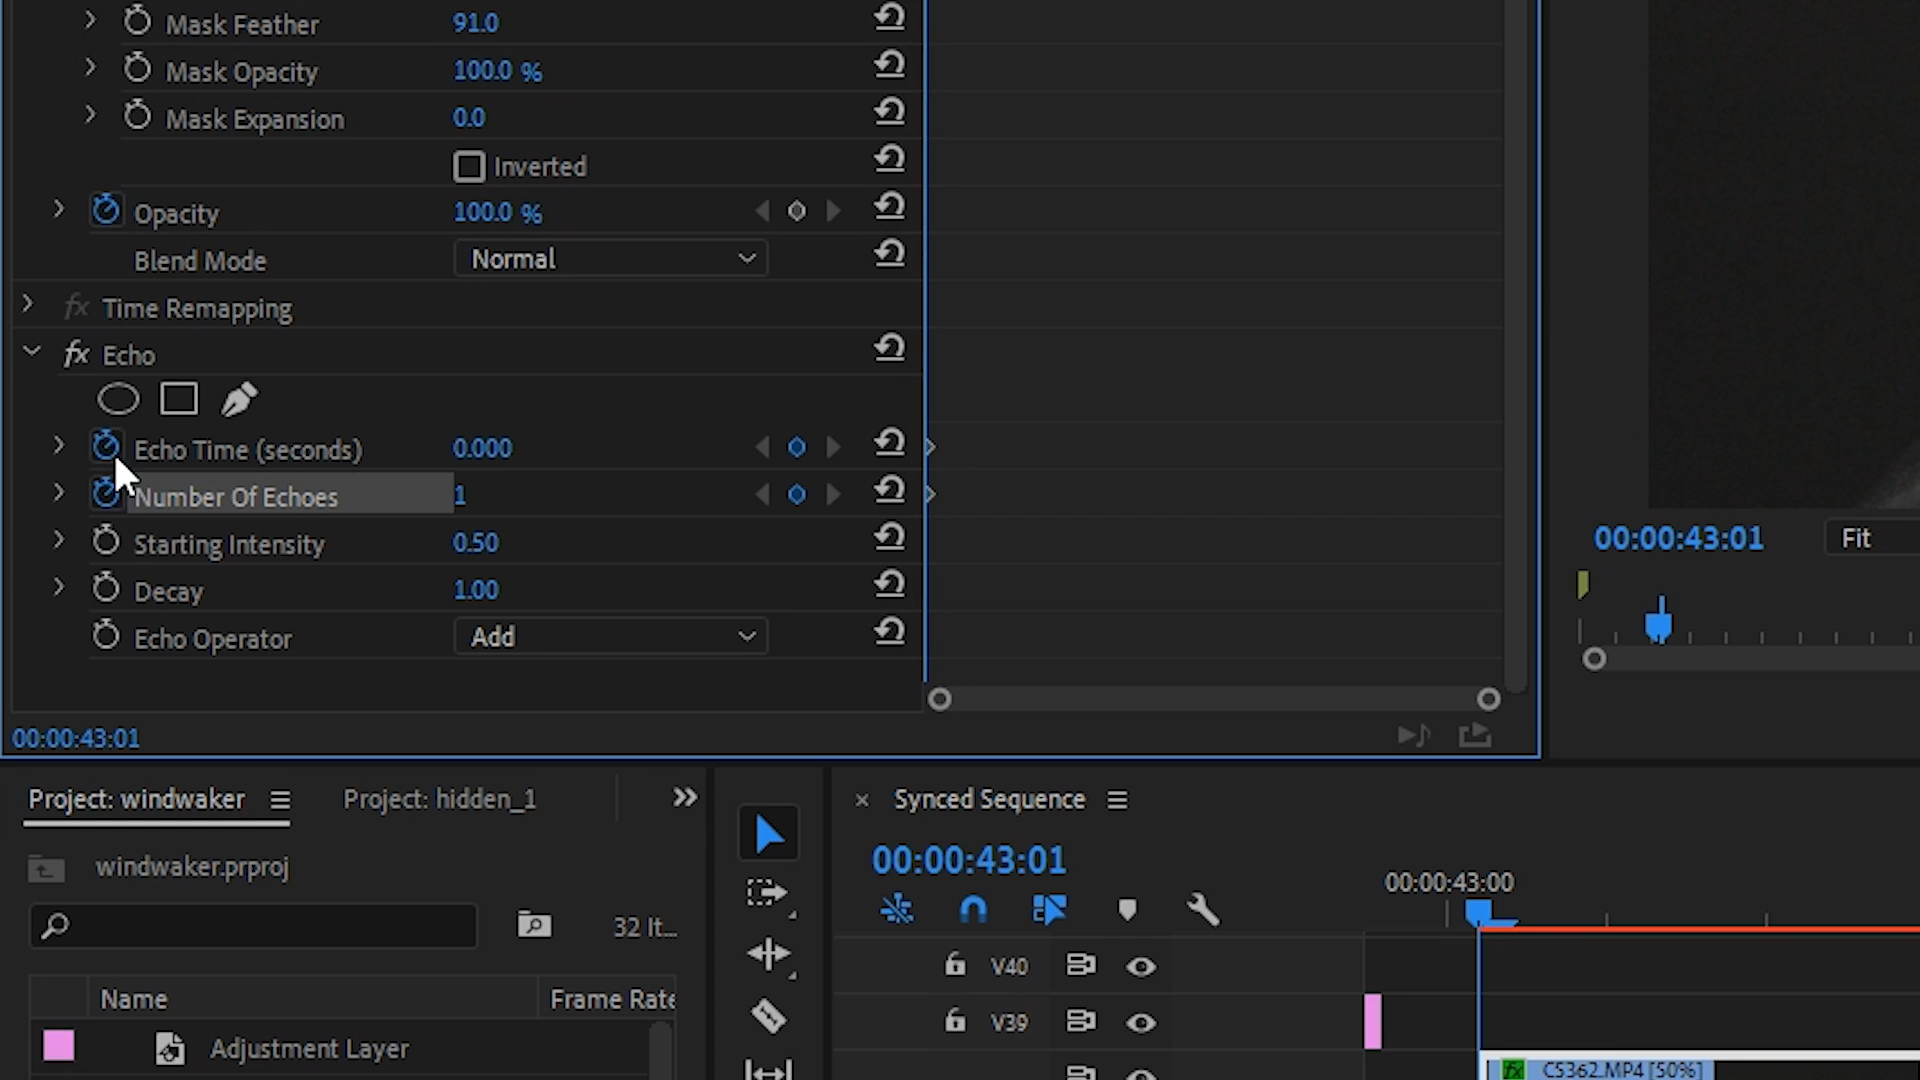 Mask Feather 91.0
Mask Opacity 100.0 %
Mask Expansion 0.0
Inverted
Opacity 100.0 %
Blend Mode Normal
fx Time Remapping
fx Echo
Echo Time (seconds) 0.000
Number Of Echoes 1
Starting Intensity 0.50
Decay 1.00
Echo Operator Add
00:00:43:01
00:00:43:01 Fit
Project: windwaker
Project: hidden_1
windwaker.prproj
32 It...
Name Frame Rate
Adjustment Layer
Synced Sequence
00:00:43:01
00:00:43:00
V40
V39
fx C5362.MP4 [50%]